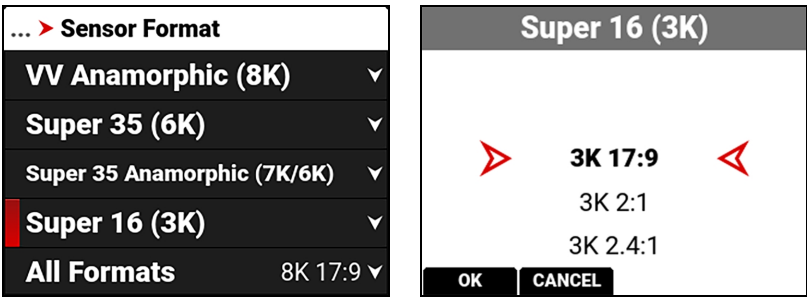 ... Sensor Format
VV Anamorphic (8K)
Super 35 (6K)
Super 35 Anamorphic (7K/6K)
Super 16 (3K)
All Formats 8K 17:9
Super 16 (3K)
3K 17:9
3K 2:1
3K 2.4:1
OK CANCEL